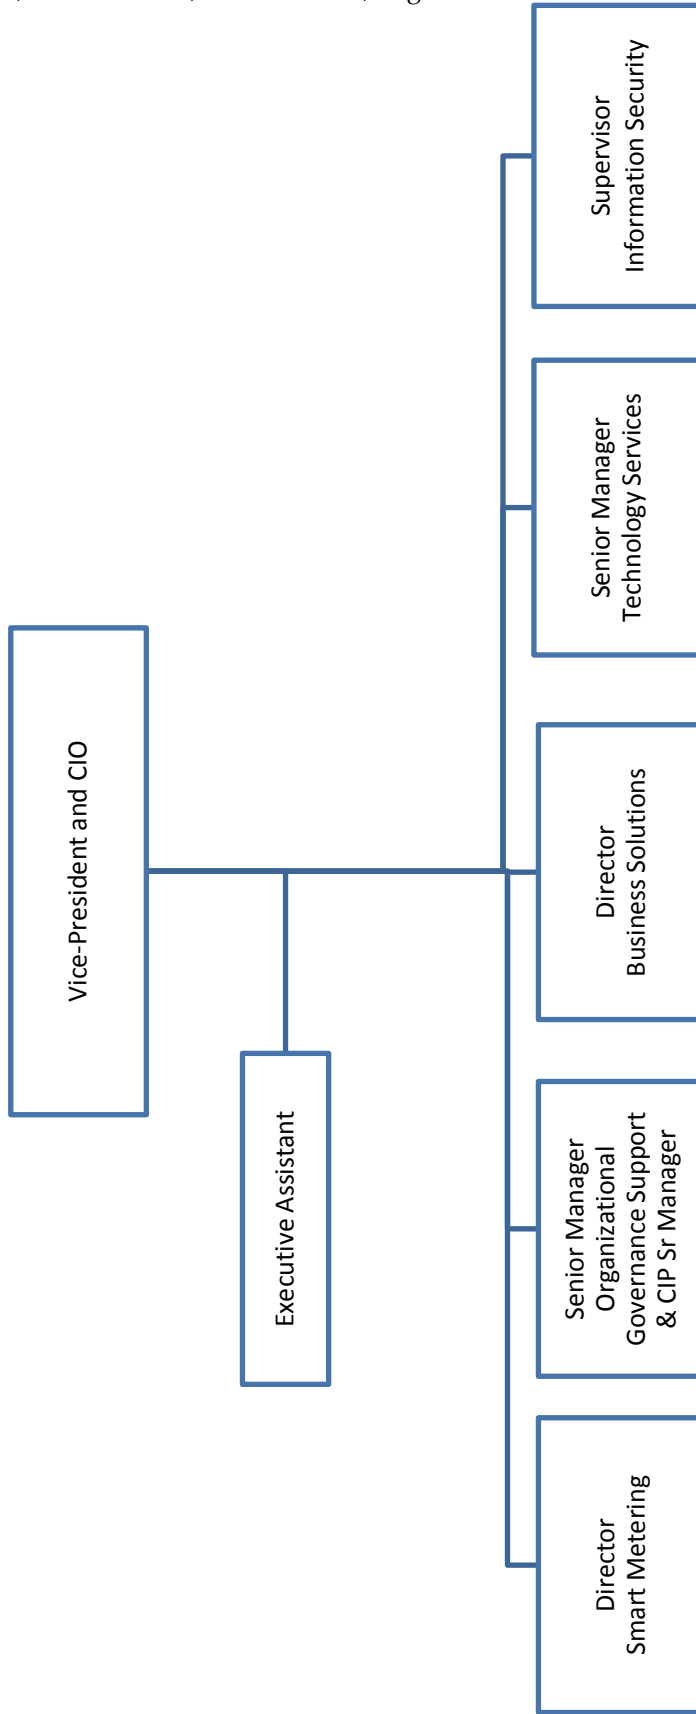 Vice-President and CIO
Executive Assistant
Director
Smart Metering
Senior Manager
Organizational
Governance Support
& CIP Sr Manager
Director
Business Solutions
Senior Manager
Technology Services
Supervisor
Information Security